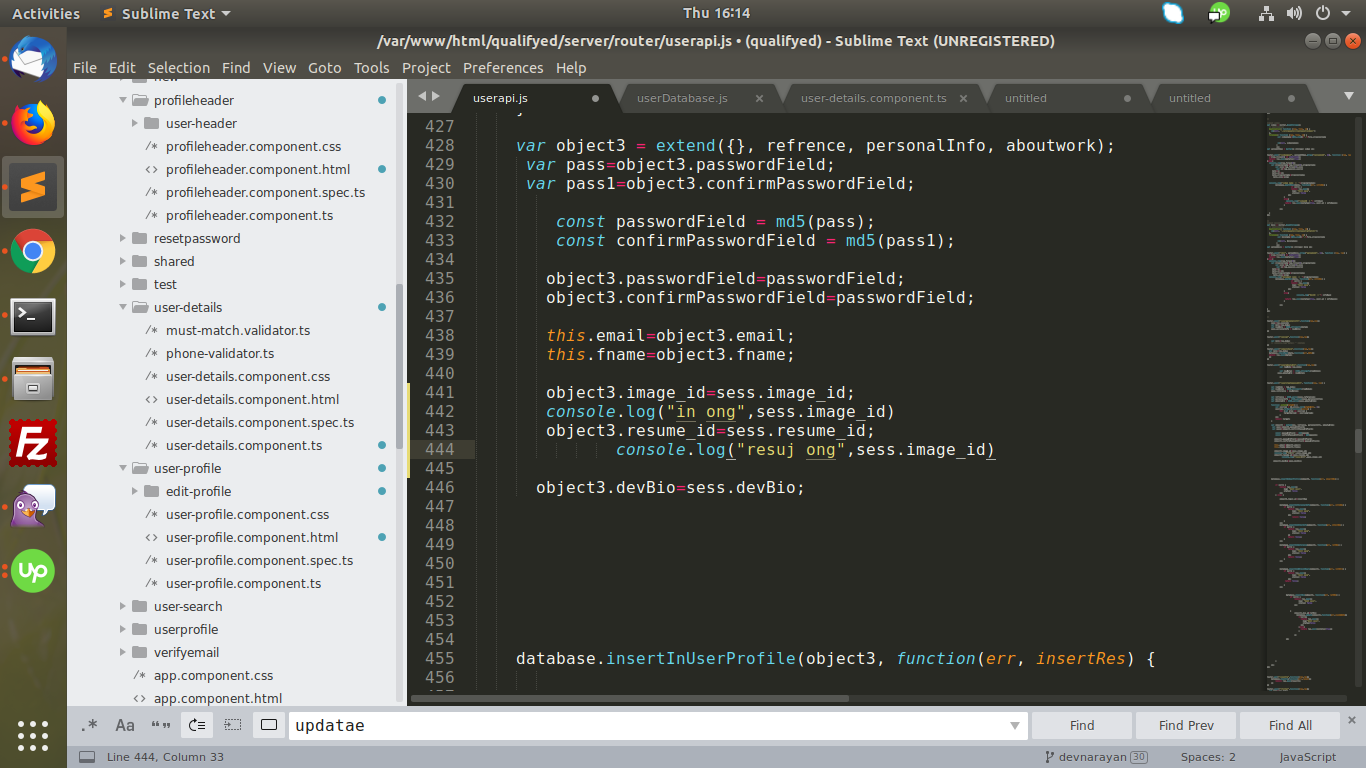 Activities
Sublime Text
Thu 16:14
/var/www/html/qualifyed/server/router/userapi.js • (qualifyed) - Sublime Text (UNREGISTERED)
File Edit Selection Find View Goto Tools Project Preferences Help
profileheader
user-header
profileheader.component.css
profileheader.component.html
profileheader.component.spec.ts
profileheader.component.ts
resetpassword
shared
test
user-details
must-match.validator.ts
phone-validator.ts
user-details.component.css
user-details.component.html
user-details.component.spec.ts
user-details.component.ts
user-profile
edit-profile
user-profile.component.css
user-profile.component.html
user-profile.component.spec.ts
user-profile.component.ts
user-search
userprofile
verifyemail
app.component.css
app.component.html
userapi.js
userDatabase.js
user-details.component.ts
untitled
untitled
427
428 var object3 = extend({}, refrence, personalInfo, aboutwork);
429 var pass=object3.passwordField;
430 var pass1=object3.confirmPasswordField;
431
432 const passwordField = md5(pass);
433 const confirmPasswordField = md5(pass1);
434
435 object3.passwordField=passwordField;
436 object3.confirmPasswordField=passwordField;
437
438 this.email=object3.email;
439 this.fname=object3.fname;
440
441 object3.image_id=sess.image_id;
442 console.log("in ong",sess.image_id)
443 object3.resume_id=sess.resume_id;
444 console.log("resuj ong",sess.image_id)
445
446 object3.devBio=sess.devBio;
447
448
449
450
451
452
453
454
455 database.insertInUserProfile(object3, function(err, insertRes) {
456
.* Aa “” updatae Find Find Prev Find All
Line 444, Column 33
devnarayan 30
Spaces: 2
JavaScript
Fz
Up